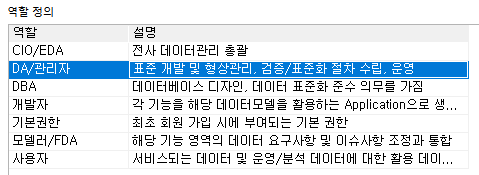 역할 정의
역할 설명
CIO/EDA 전사 데이터관리 총괄
DA/관리자 표준 개발 및 형상관리, 검증/표준화 절차 수립, 운영
DBA 데이터베이스 디자인, 데이터 표준화 준수 의무를 가짐
개발자 각 기능을 해당 데이터모델을 활용하는 Application으로 생...
기본권한 최초 회원 가입 시에 부여되는 기본 권한
모델러/FDA 해당 기능 영역의 데이터 요구사항 및 이슈사항 조정과 통합
사용자 서비스되는 데이터 및 운영/분석 데이터에 대한 활용 데이...